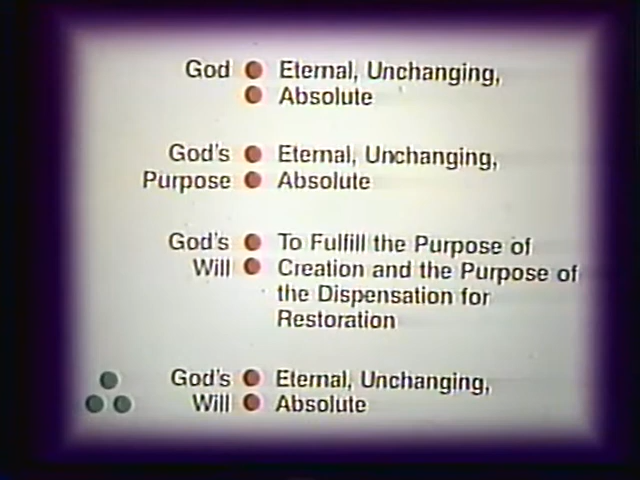 God Eternal, Unchanging,
Absolute
God's Eternal, Unchanging,
Purpose Absolute
God's To Fulfill the Purpose of
Will Creation and the Purpose of
the Dispensation for
Restoration
God's Eternal, Unchanging,
Will Absolute